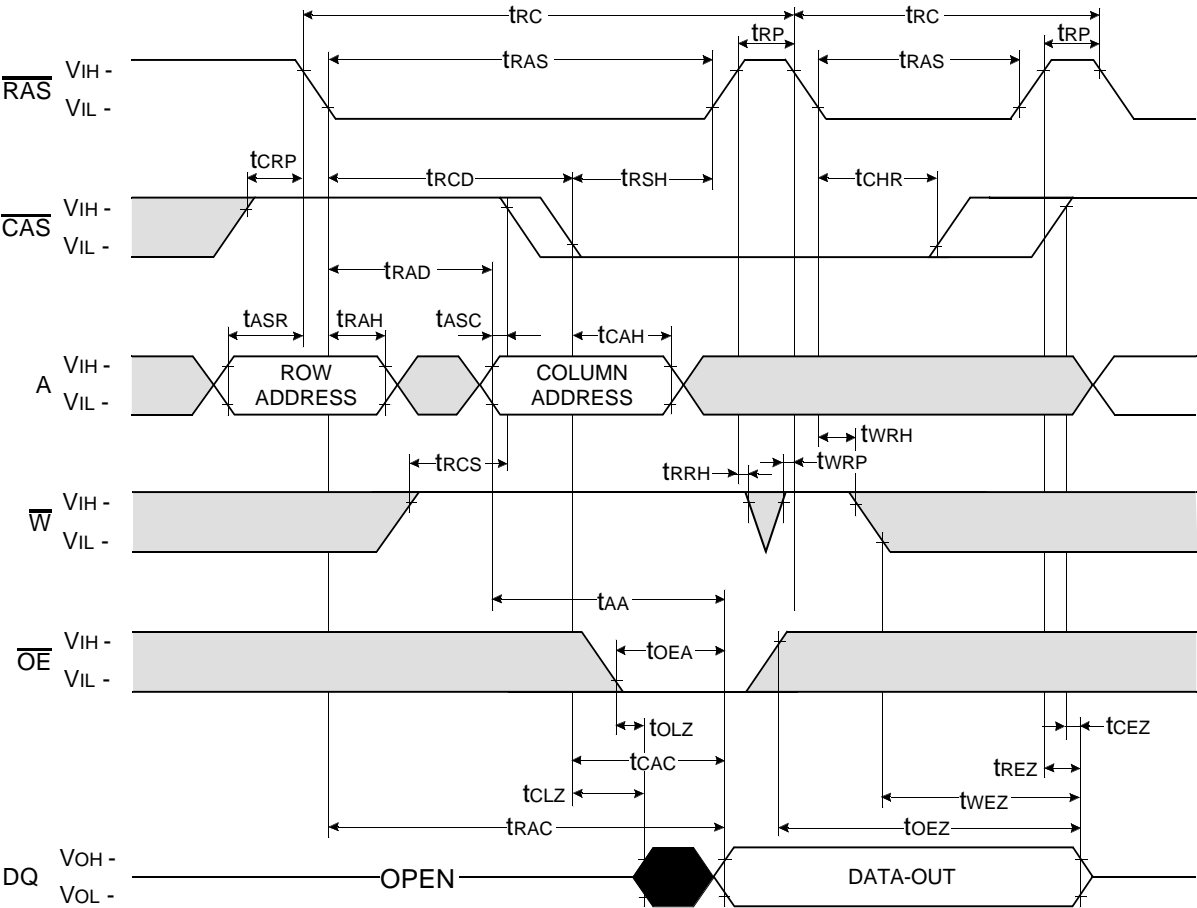 tRC tRC
tRP tRP
tRAS tRAS
RAS VIH -
VIL -
tCRP tRCD tRSH tCHR
CAS VIH -
VIL -
tRAD
tASR tRAH tASC tCAH
A VIH -
VIL -
ROW ADDRESS
COLUMN ADDRESS
tWRH
tRCS tRRH tWRP
W VIH -
VIL -
tAA
OE VIH -
VIL -
tOEA
tOLZ tCEZ
tCAC tREZ
tCLZ tWEZ
tRAC tOEZ
DQ VOH -
VOL -
OPEN DATA-OUT